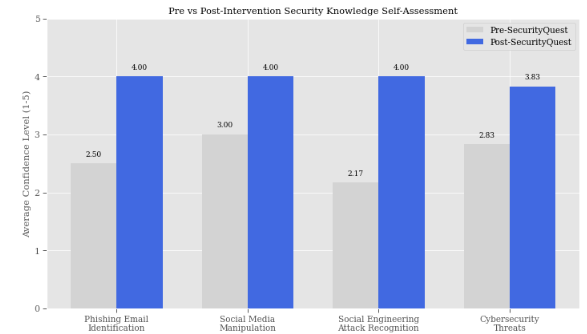 Pre vs Post-Intervention Security Knowledge Self-Assessment
Pre-SecurityQuest
Post-SecurityQuest
Average Confidence Level (1-5)
5
4
3
2
1
0
2.50
4.00
3.00
4.00
2.17
4.00
2.83
3.83
Phishing Email
Identification
Social Media
Manipulation
Social Engineering
Attack Recognition
Cybersecurity
Threats